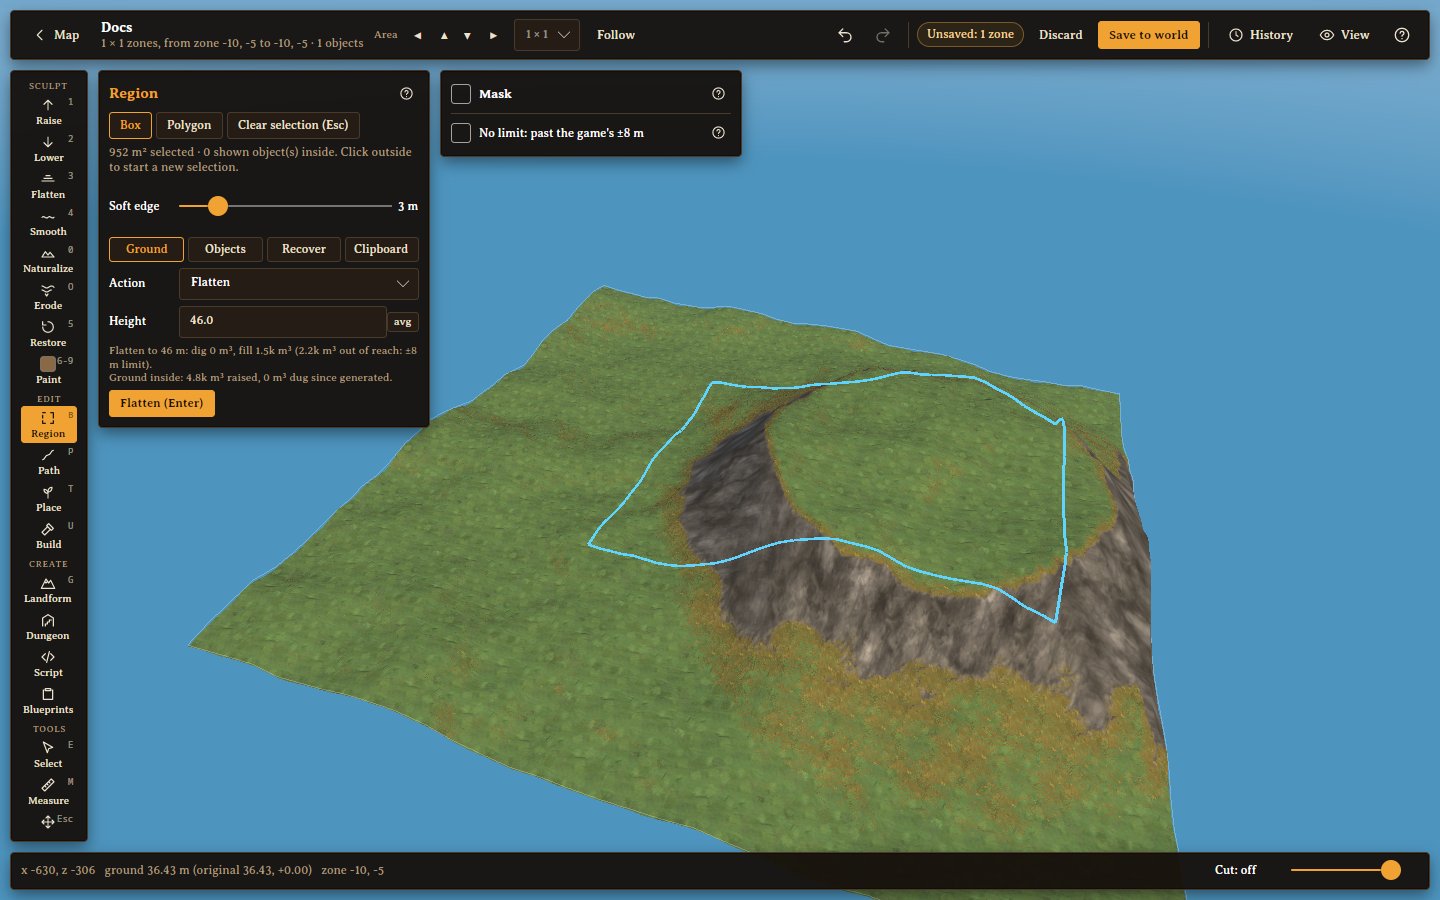 Map
Docs
1 × 1 zones, from zone -10, -5 to -10, -5 · 1 objects
Area
1 × 1
Follow
Unsaved: 1 zone
Discard
Save to world
History
View
SCULPT
Raise 1
Lower 2
Flatten 3
Smooth 4
Naturalize 0
Erode O
Restore 5
Paint 6-9
EDIT
Region B
Path P
Place T
Build U
CREATE
Landform G
Dungeon
Script
Blueprints
TOOLS
Select E
Measure M
Esc
Region
Box
Polygon
Clear selection (Esc)
952 m² selected · 0 shown object(s) inside. Click outside
to start a new selection.
Soft edge
3 m
Ground
Objects
Recover
Clipboard
Action
Flatten
Height
46.0
avg
Flatten to 46 m: dig 0 m³, fill 1.5k m³ (2.2k m³ out of reach: ±8
m limit).
Ground inside: 4.8k m³ raised, 0 m³ dug since generated.
Flatten (Enter)
Mask
No limit: past the game's ±8 m
x -630, z -306 ground 36.43 m (original 36.43, +0.00) zone -10, -5
Cut: off